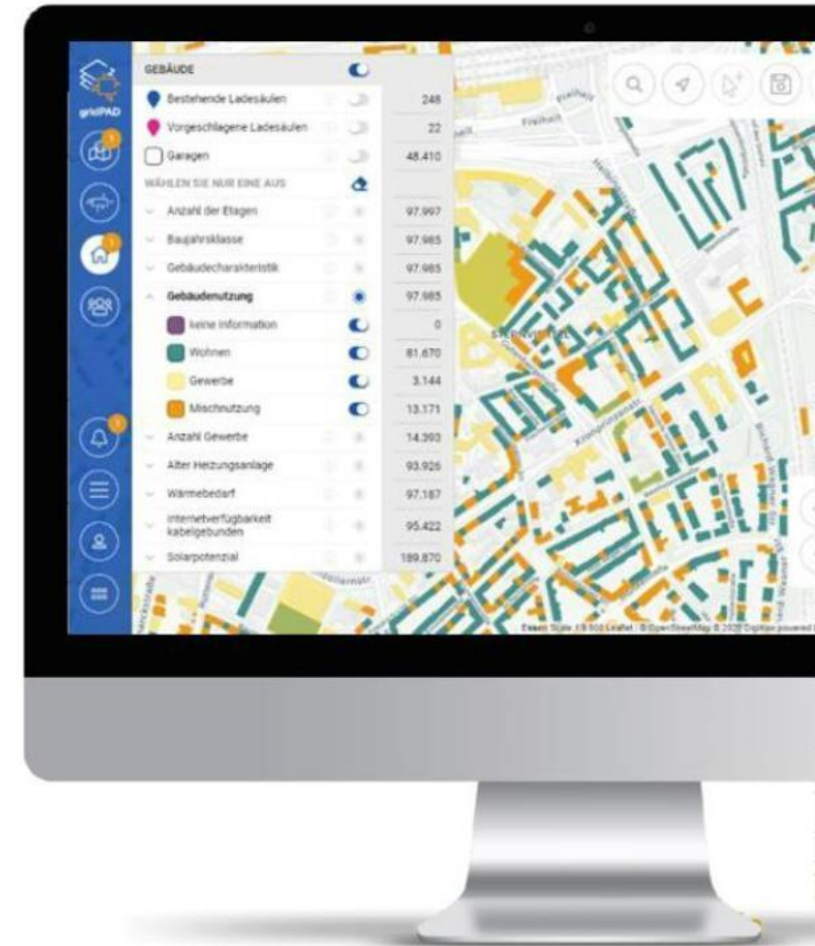 GEBÄUDE
gridPAD
Bestehende Ladesäulen 248
Vorgeschlagene Ladesäulen 22
Garagen 48.410
WÄHLEN SIE NUR EINE AUS
Anzahl der Etagen 97.997
Baujahrsklasse 97.985
Gebäudecharakteristik 97.985
Gebäudenutzung 97.985
keine Information 0
Wohnen 81.670
Gewerbe 3.144
Mischnutzung 13.171
Anzahl Gewerbe 14.393
Alter Heizungsanlage 93.926
Wärmebedarf 97.187
Internetverfügbarkeit
kabelgebunden 95.422
Solarpotenzial 189.870
Freiheit
Freiheit
Kronprinzenstr.